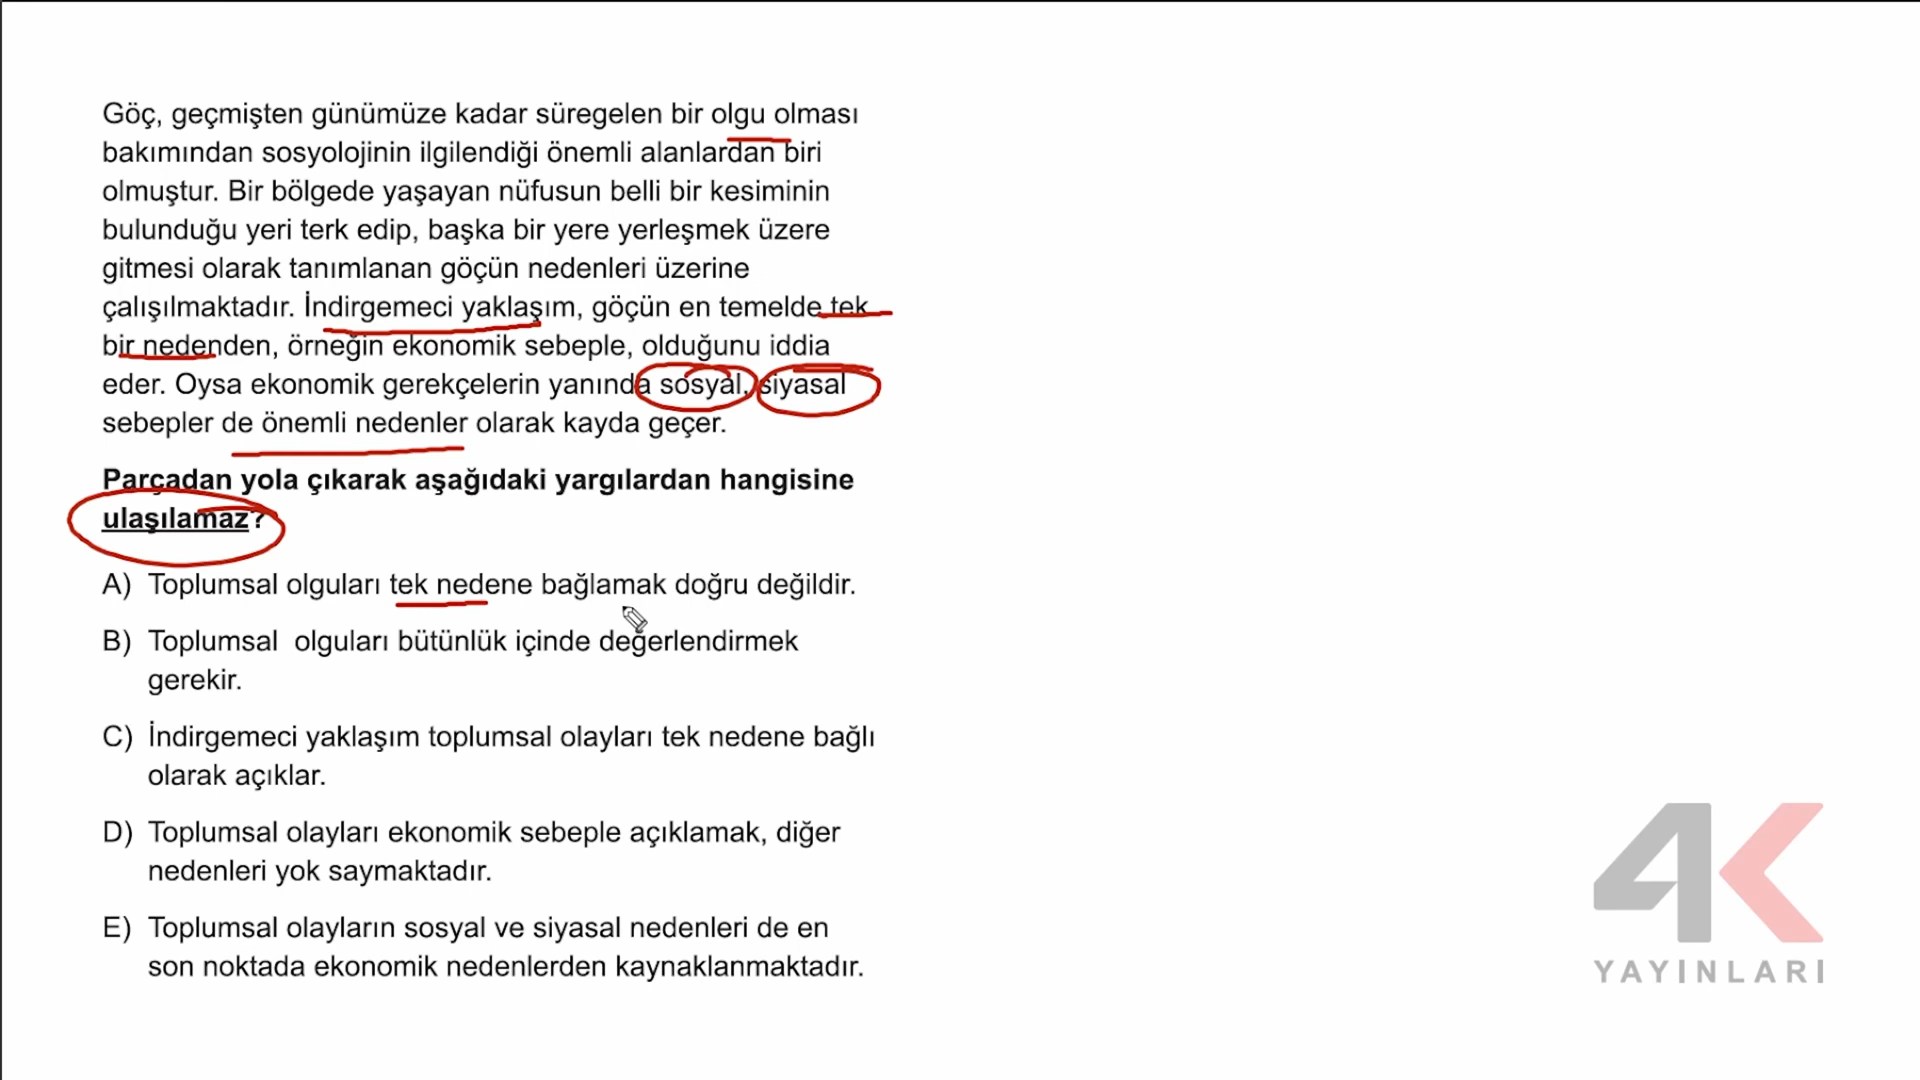 Göç, geçmişten günümüze kadar süregelen bir olgu olması
bakımından sosyolojinin ilgilendiği önemli alanlardan biri
olmuştur. Bir bölgede yaşayan nüfusun belli bir kesiminin
bulunduğu yeri terk edip, başka bir yere yerleşmek üzere
gitmesi olarak tanımlanan göçün nedenleri üzerine
çalışılmaktadır. İndirgemeci yaklaşım, göçün en temelde tek
bir nedenden, örneğin ekonomik sebeple, olduğunu iddia
eder. Oysa ekonomik gerekçelerin yanında sosyal, siyasal
sebepler de önemli nedenler olarak kayda geçer.
Parçadan yola çıkarak aşağıdaki yargılardan hangisine
ulaşılamaz?
A) Toplumsal olguları tek nedene bağlamak doğru değildir.
B) Toplumsal olguları bütünlük içinde değerlendirmek
gerekir.
C) İndirgemeci yaklaşım toplumsal olayları tek nedene bağlı
olarak açıklar.
D) Toplumsal olayları ekonomik sebeple açıklamak, diğer
nedenleri yok saymaktadır.
E) Toplumsal olayların sosyal ve siyasal nedenleri de en
son noktada ekonomik nedenlerden kaynaklanmaktadır.
4K
YAYINLARI